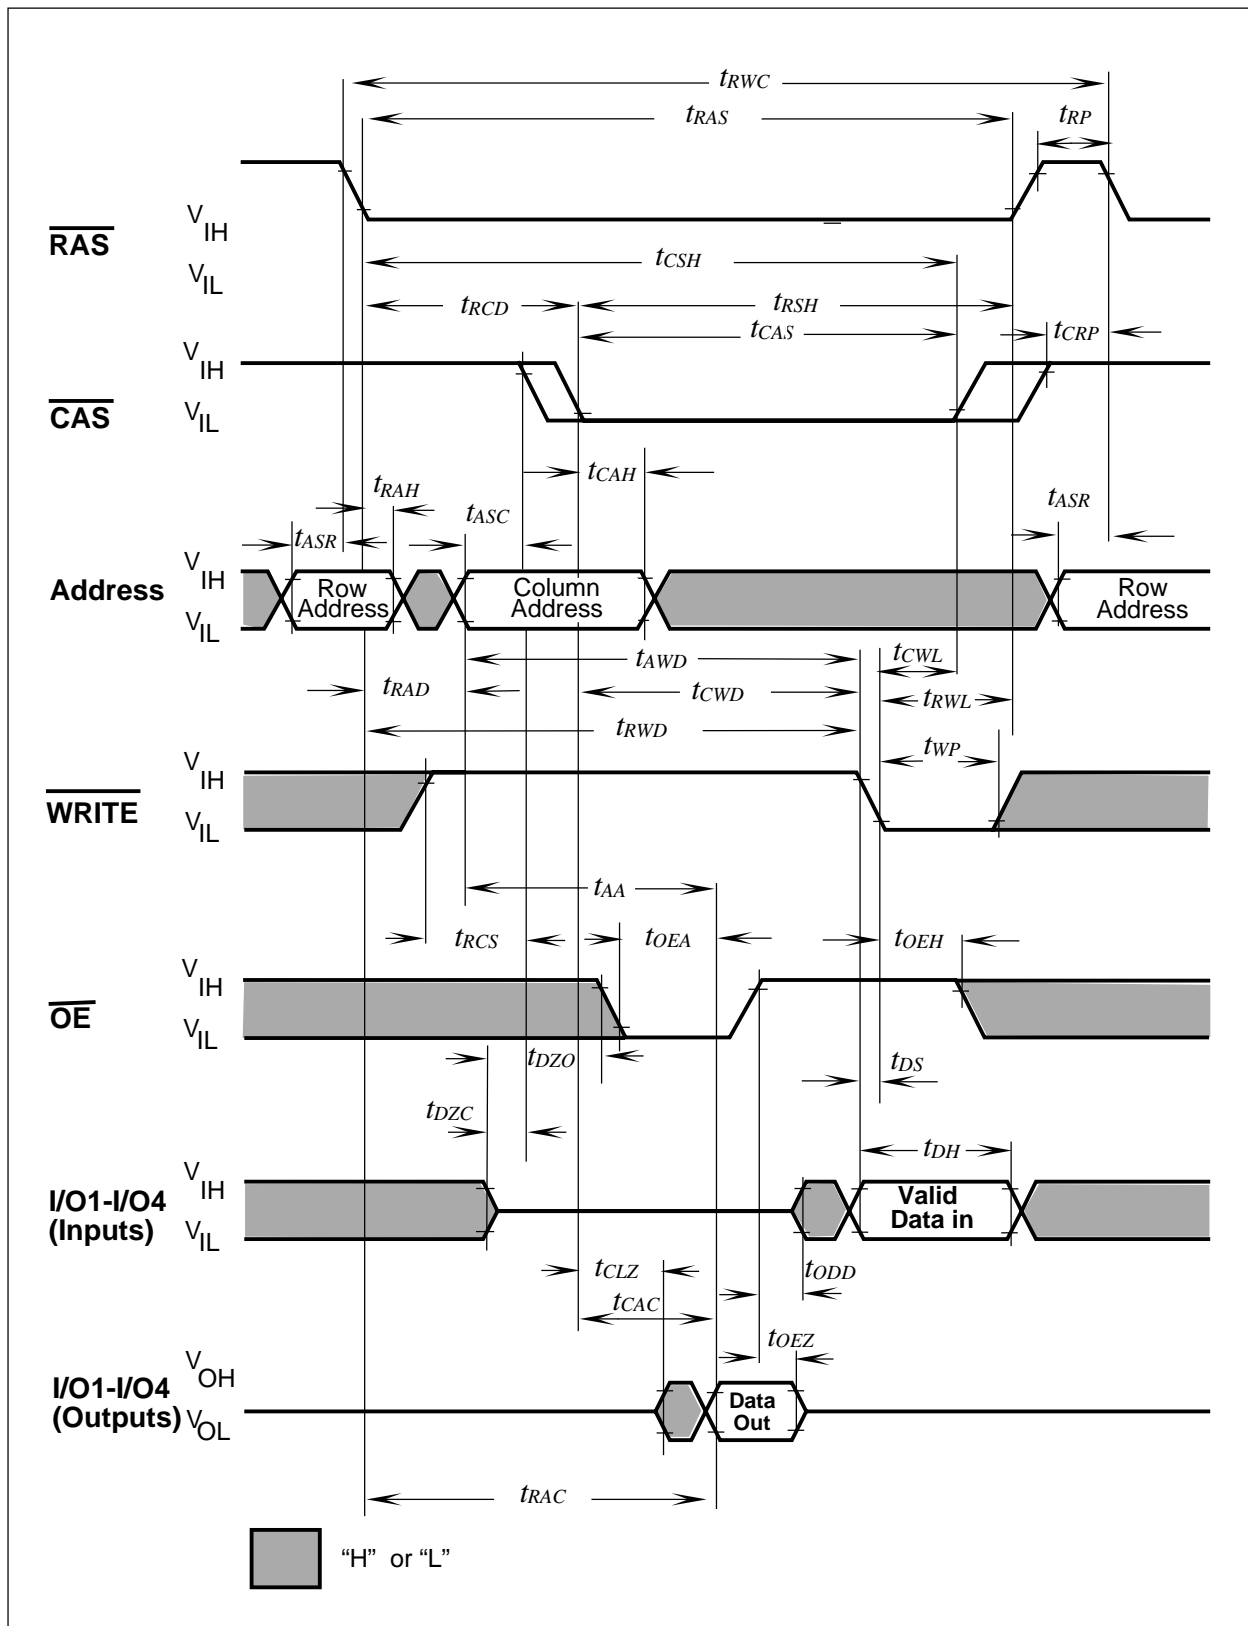 tRWC
tRAS
tRP
RAS
VIH
VIL
tCSH
tRCD
tRSH
tCAS
tCRP
CAS
VIH
VIL
tCAH
tRAH
tASC
tASR
tASR
Address
VIH
VIL
Row
Address
Column
Address
Row
Address
tAWD
tCWL
tRAD
tCWD
tRWL
tRWD
tWP
WRITE
VIH
VIL
tAA
tRCS
tOEA
tOEH
OE
VIH
VIL
tDZO
tDS
tDZC
tDH
I/O1-I/O4
(Inputs)
VIH
VIL
Valid
Data in
tCLZ
tODD
tCAC
tOEZ
I/O1-I/O4
(Outputs)
VOH
VOL
Data
Out
tRAC
“H” or “L”